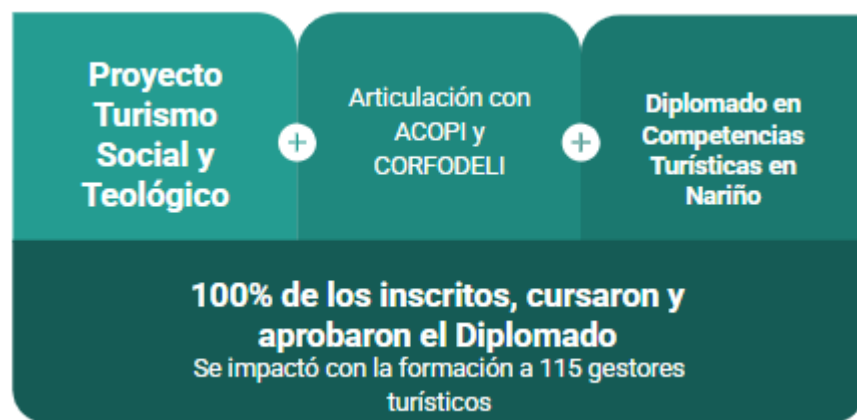 Proyecto
Turismo
Social y
Teológico
+
Articulación con
ACOPI y
CORFODELI
+
Diplomado en
Competencias
Turísticas en
Nariño
100% de los inscritos, cursaron y
aprobaron el Diplomado
Se impactó con la formación a 115 gestores
turísticos